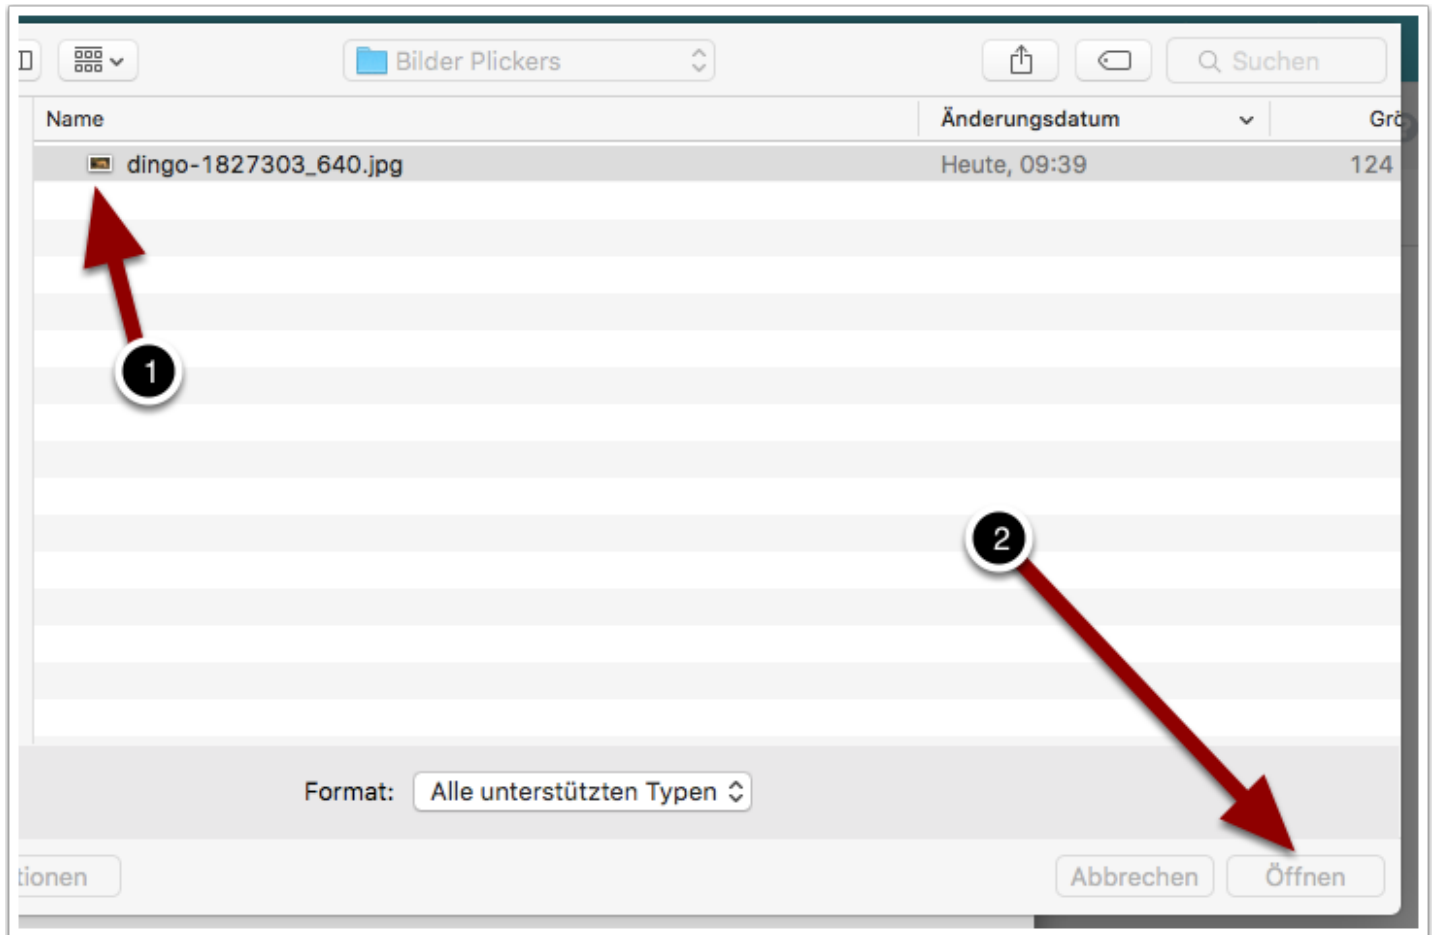 Bilder Plickers
Suchen
Name Änderungsdatum Grö
dingo-1827303_640.jpg Heute, 09:39 124
1
2
Format: Alle unterstützten Typen
tionen Abbrechen Öffnen